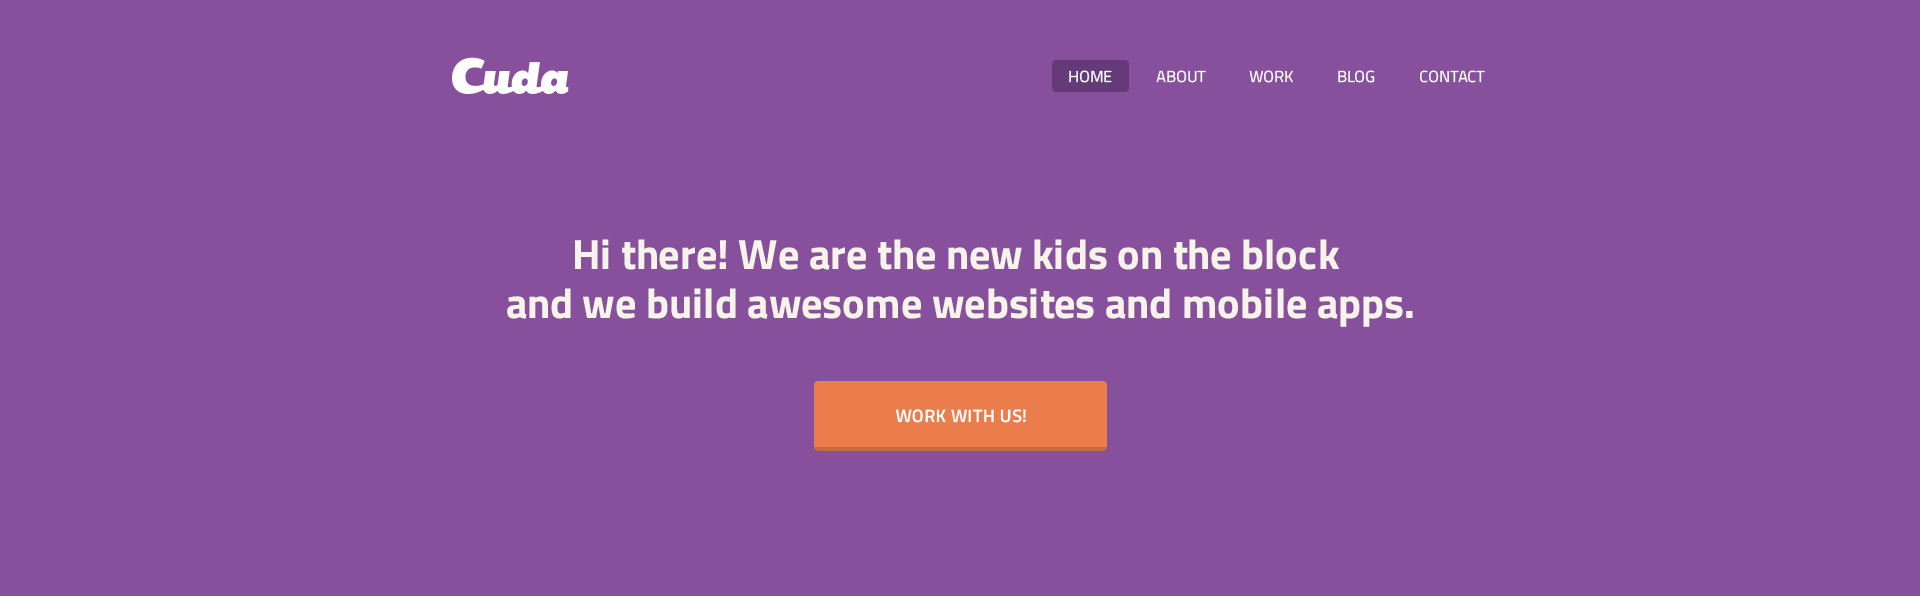 Cuda
HOME ABOUT WORK BLOG CONTACT
Hi there! We are the new kids on the block
and we build awesome websites and mobile apps.
WORK WITH US!